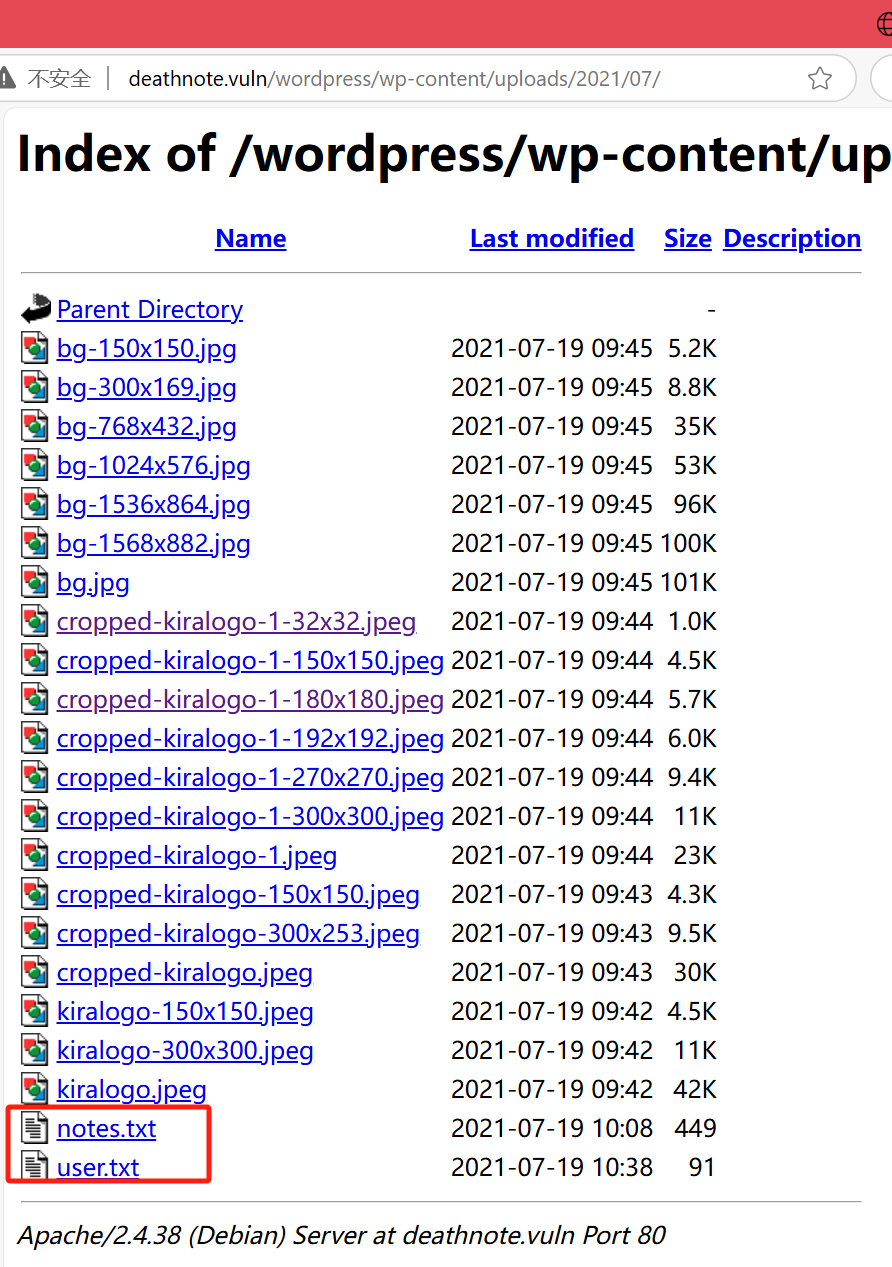 不安全 deathnote.vuln/wordpress/wp-content/uploads/2021/07/
Index of /wordpress/wp-content/up
Name Last modified Size Description
Parent Directory -
bg-150x150.jpg 2021-07-19 09:45 5.2K
bg-300x169.jpg 2021-07-19 09:45 8.8K
bg-768x432.jpg 2021-07-19 09:45 35K
bg-1024x576.jpg 2021-07-19 09:45 53K
bg-1536x864.jpg 2021-07-19 09:45 96K
bg-1568x882.jpg 2021-07-19 09:45 100K
bg.jpg 2021-07-19 09:45 101K
cropped-kiralogo-1-32x32.jpeg 2021-07-19 09:44 1.0K
cropped-kiralogo-1-150x150.jpeg 2021-07-19 09:44 4.5K
cropped-kiralogo-1-180x180.jpeg 2021-07-19 09:44 5.7K
cropped-kiralogo-1-192x192.jpeg 2021-07-19 09:44 6.0K
cropped-kiralogo-1-270x270.jpeg 2021-07-19 09:44 9.4K
cropped-kiralogo-1-300x300.jpeg 2021-07-19 09:44 11K
cropped-kiralogo-1.jpeg 2021-07-19 09:44 23K
cropped-kiralogo-150x150.jpeg 2021-07-19 09:43 4.3K
cropped-kiralogo-300x253.jpeg 2021-07-19 09:43 9.5K
cropped-kiralogo.jpeg 2021-07-19 09:43 30K
kiralogo-150x150.jpeg 2021-07-19 09:42 4.5K
kiralogo-300x300.jpeg 2021-07-19 09:42 11K
kiralogo.jpeg 2021-07-19 09:42 42K
notes.txt 2021-07-19 10:08 449
user.txt 2021-07-19 10:38 91
Apache/2.4.38 (Debian) Server at deathnote.vuln Port 80